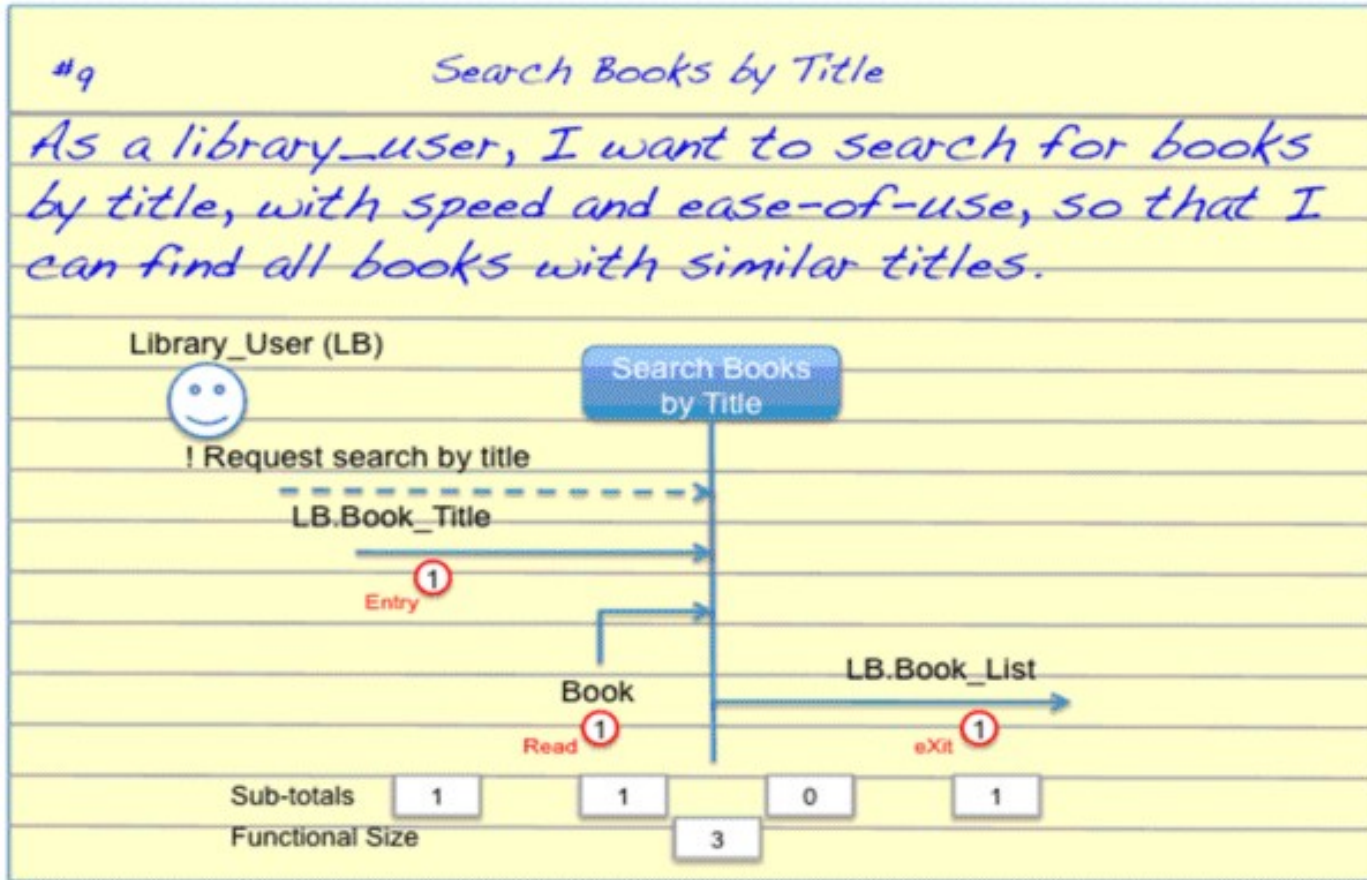 #9 Search Books by Title
As a library_user, I want to search for books
by title, with speed and ease-of-use, so that I
can find all books with similar titles.
Library_User (LB)
Search Books
by Title
! Request search by title
LB.Book_Title
1
Entry
LB.Book_List
Book
1
Read
1
eXit
Sub-totals 1 1 0 1
Functional Size 3